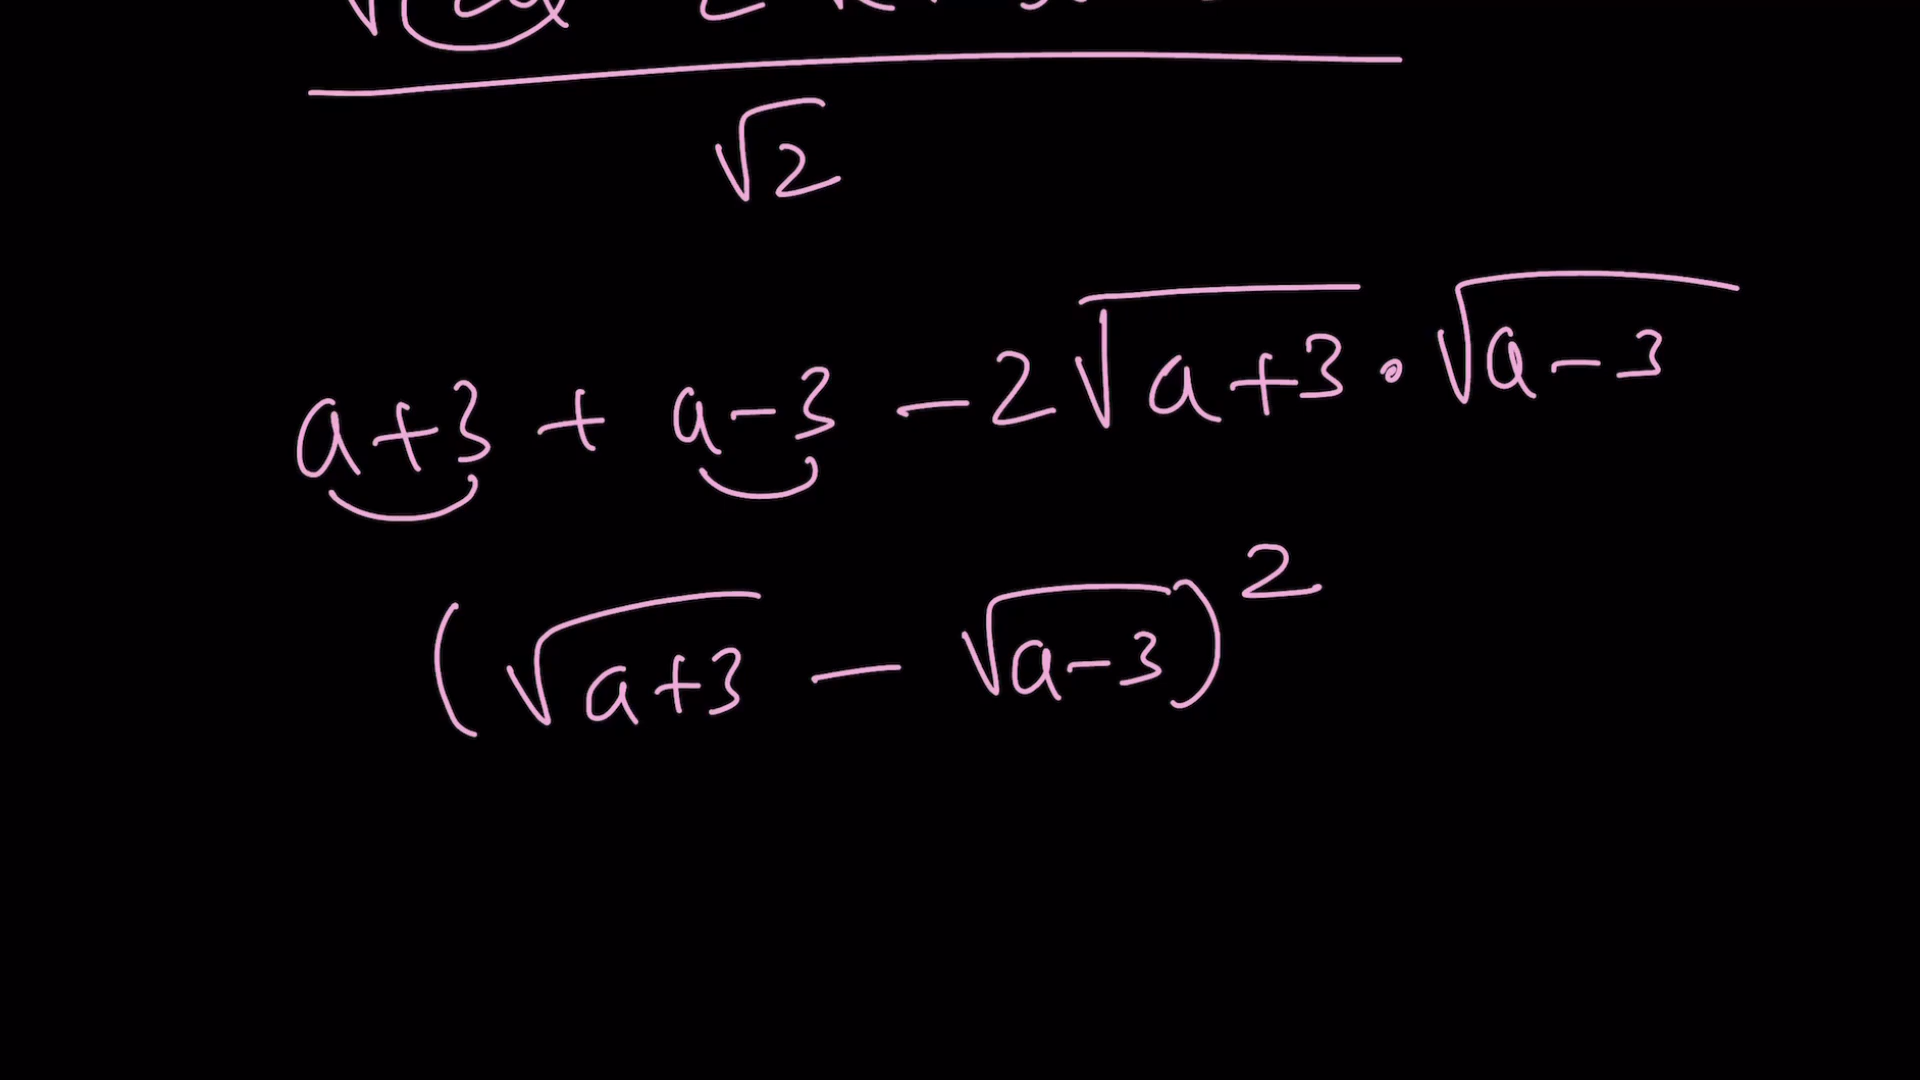 √2
a+3 + a-3 - 2√(a+3) • √(a-3)
(√(a+3) - √(a-3))²